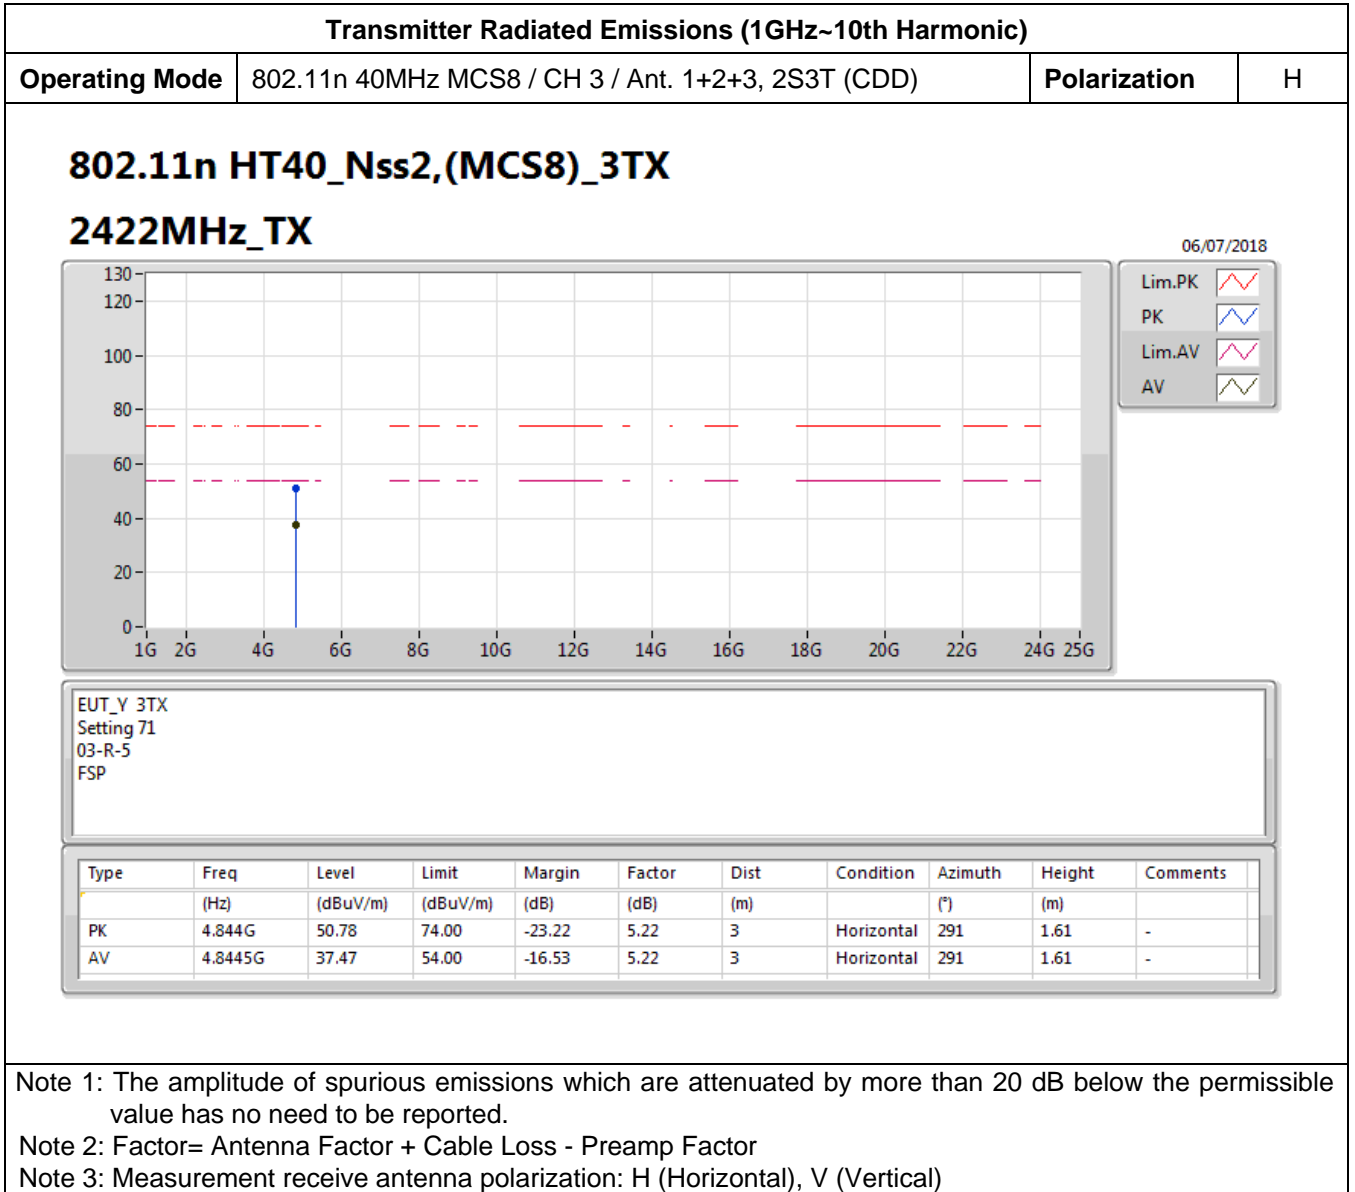 Transmitter Radiated Emissions (1GHz~10th Harmonic)
Operating Mode 802.11n 40MHz MCS8 / CH 3 / Ant. 1+2+3, 2S3T (CDD) Polarization H
802.11n HT40_Nss2,(MCS8)_3TX
2422MHz_TX
06/07/2018
130
120
100
80
60
40
20
0
1G 2G 4G 6G 8G 10G 12G 14G 16G 18G 20G 22G 24G 25G
Lim.PK
PK
Lim.AV
AV
EUT_Y 3TX
Setting 71
03-R-5
FSP
Type Freq Level Limit Margin Factor Dist Condition Azimuth Height Comments
(Hz) (dBuV/m) (dBuV/m) (dB) (dB) (m) (°) (m)
PK 4.844G 50.78 74.00 -23.22 5.22 3 Horizontal 291 1.61 -
AV 4.8445G 37.47 54.00 -16.53 5.22 3 Horizontal 291 1.61 -
Note 1: The amplitude of spurious emissions which are attenuated by more than 20 dB below the permissible
value has no need to be reported.
Note 2: Factor= Antenna Factor + Cable Loss - Preamp Factor
Note 3: Measurement receive antenna polarization: H (Horizontal), V (Vertical)